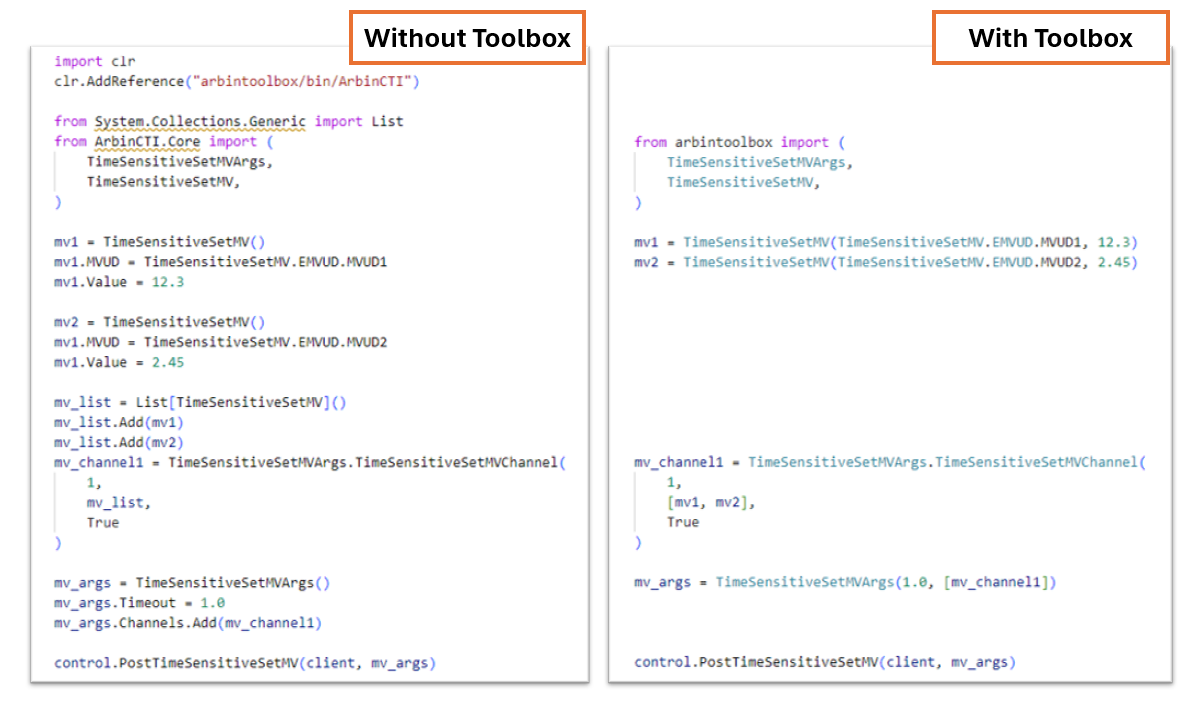 Without Toolbox
import clr
clr.AddReference("arbintoolbox/bin/ArbinCTI")
from System.Collections.Generic import List
from ArbinCTI.Core import (
    TimeSensitiveSetMVArgs,
    TimeSensitiveSetMV,
)
mv1 = TimeSensitiveSetMV()
mv1.MVUD = TimeSensitiveSetMV.EMVUD.MVUD1
mv1.Value = 12.3
mv2 = TimeSensitiveSetMV()
mv1.MVUD = TimeSensitiveSetMV.EMVUD.MVUD2
mv1.Value = 2.45
mv_list = List[TimeSensitiveSetMV]()
mv_list.Add(mv1)
mv_list.Add(mv2)
mv_channel1 = TimeSensitiveSetMVArgs.TimeSensitiveSetMVChannel(
    1,
    mv_list,
    True
)
mv_args = TimeSensitiveSetMVArgs()
mv_args.Timeout = 1.0
mv_args.Channels.Add(mv_channel1)
control.PostTimeSensitiveSetMV(client, mv_args)
With Toolbox
from arbintoolbox import (
    TimeSensitiveSetMVArgs,
    TimeSensitiveSetMV,
)
mv1 = TimeSensitiveSetMV(TimeSensitiveSetMV.EMVUD.MVUD1, 12.3)
mv2 = TimeSensitiveSetMV(TimeSensitiveSetMV.EMVUD.MVUD2, 2.45)
mv_channel1 = TimeSensitiveSetMVArgs.TimeSensitiveSetMVChannel(
    1,
    [mv1, mv2],
    True
)
mv_args = TimeSensitiveSetMVArgs(1.0, [mv_channel1])
control.PostTimeSensitiveSetMV(client, mv_args)